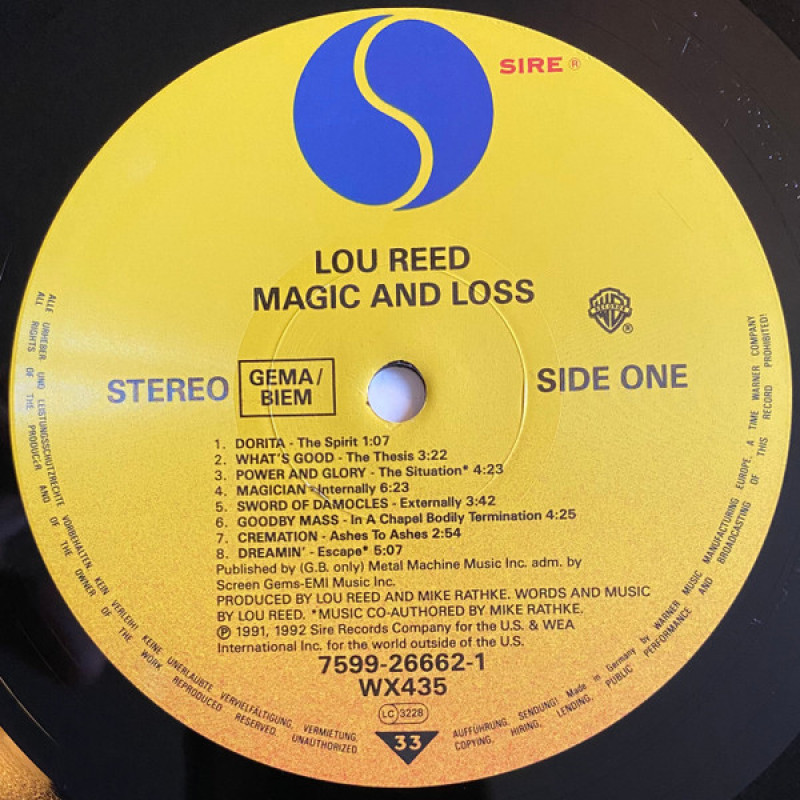 SIRE ®
LOU REED
MAGIC AND LOSS
WB RECORDS ®
STEREO
GEMA/
BIEM
SIDE ONE
1. DORITA - The Spirit 1:07
2. WHAT'S GOOD - The Thesis 3:22
3. POWER AND GLORY - The Situation* 4:23
4. MAGICIAN - Internally 6:23
5. SWORD OF DAMOCLES - Externally 3:42
6. GOODBY MASS - In A Chapel Bodily Termination 4:25
7. CREMATION - Ashes To Ashes 2:54
8. DREAMIN' - Escape* 5:07
Published by (G.B. only) Metal Machine Music Inc. adm. by
Screen Gems-EMI Music Inc.
PRODUCED BY LOU REED AND MIKE RATHKE. WORDS AND MUSIC
BY LOU REED. *MUSIC CO-AUTHORED BY MIKE RATHKE.
℗ 1991, 1992 Sire Records Company for the U.S. & WEA
International Inc. for the world outside of the U.S.
7599-26662-1
WX435
LC 3228
33
ALLE URHEBER- UND LEISTUNGSSCHUTZRECHTE VORBEHALTEN. KEIN VERLEIH! KEINE UNERLAUBTE VERVIELFÄLTIGUNG, VERMIETUNG, AUFFÜHRUNG, SENDUNG! Made in Germany by WARNER MUSIC MANUFACTURING EUROPE. A TIME WARNER COMPANY
ALL RIGHTS OF THE PRODUCER AND OF THE OWNER OF THE WORK REPRODUCED RESERVED. UNAUTHORIZED COPYING, HIRING, LENDING, PUBLIC PERFORMANCE AND BROADCASTING OF THIS RECORD PROHIBITED!